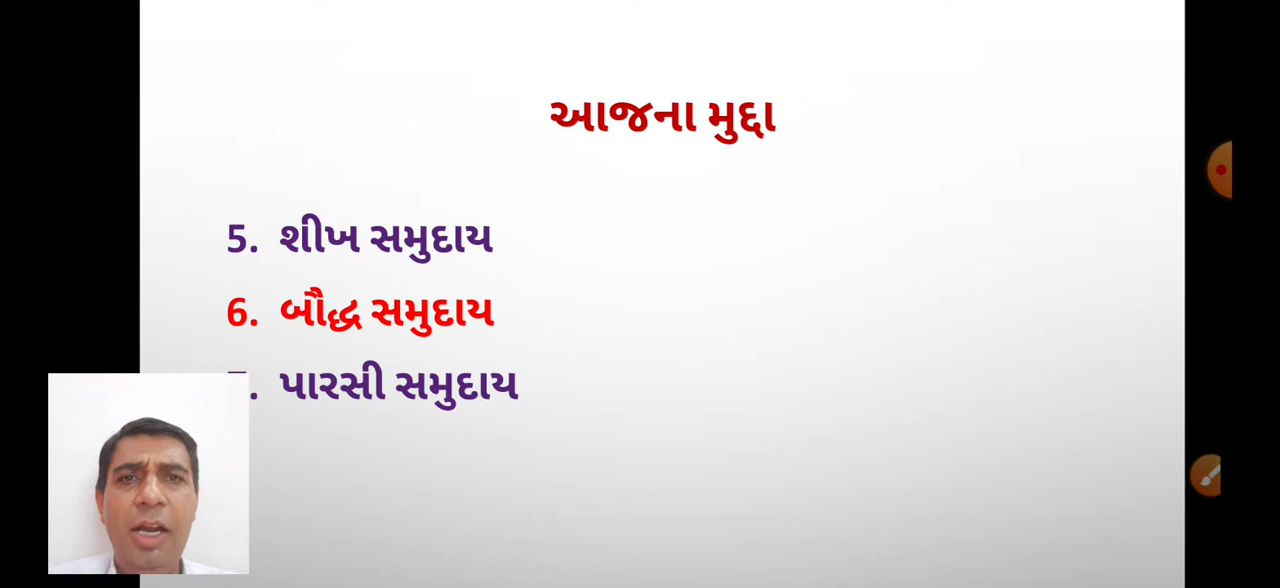 આજના મુદ્દા
5. શીખ સમુદાય
6. બૌદ્ધ સમુદાય
પારસી સમુદાય